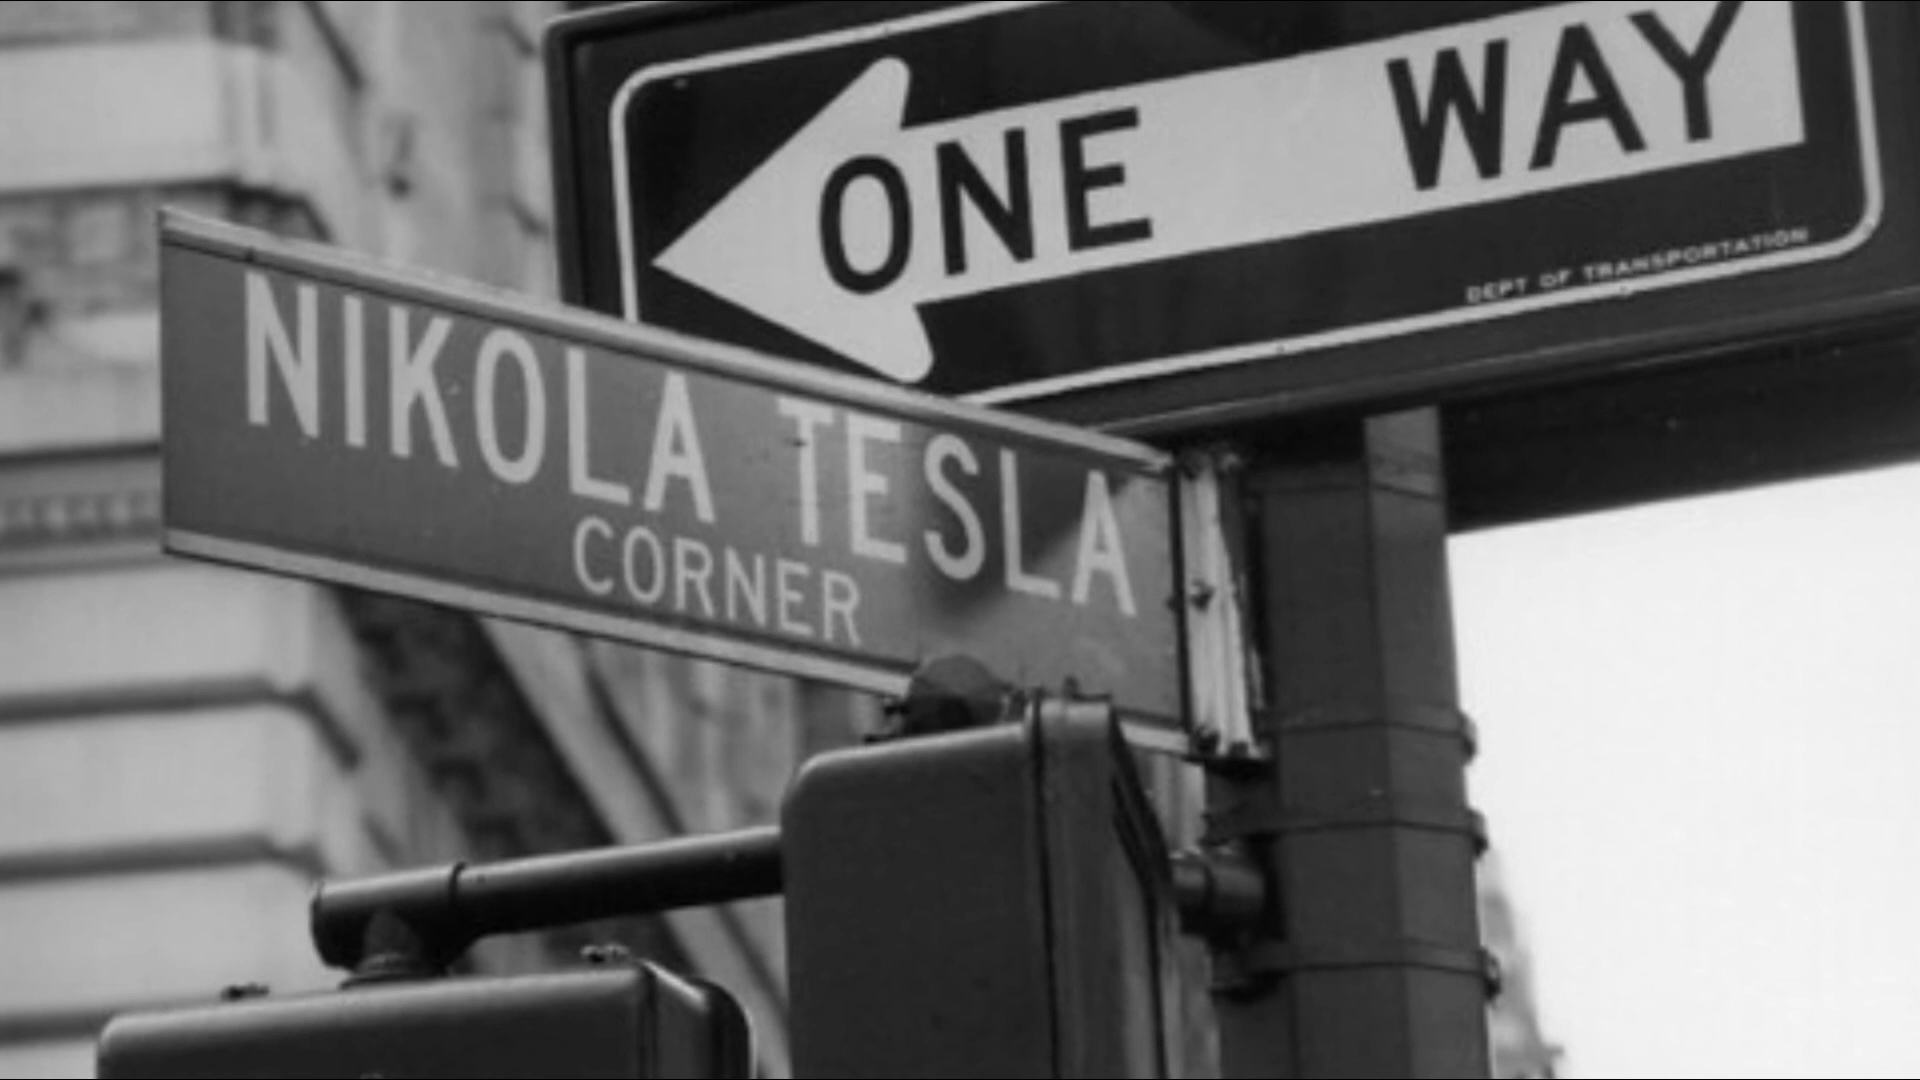 ONE WAY
DEPT OF TRANSPORTATION
NIKOLA TESLA
CORNER